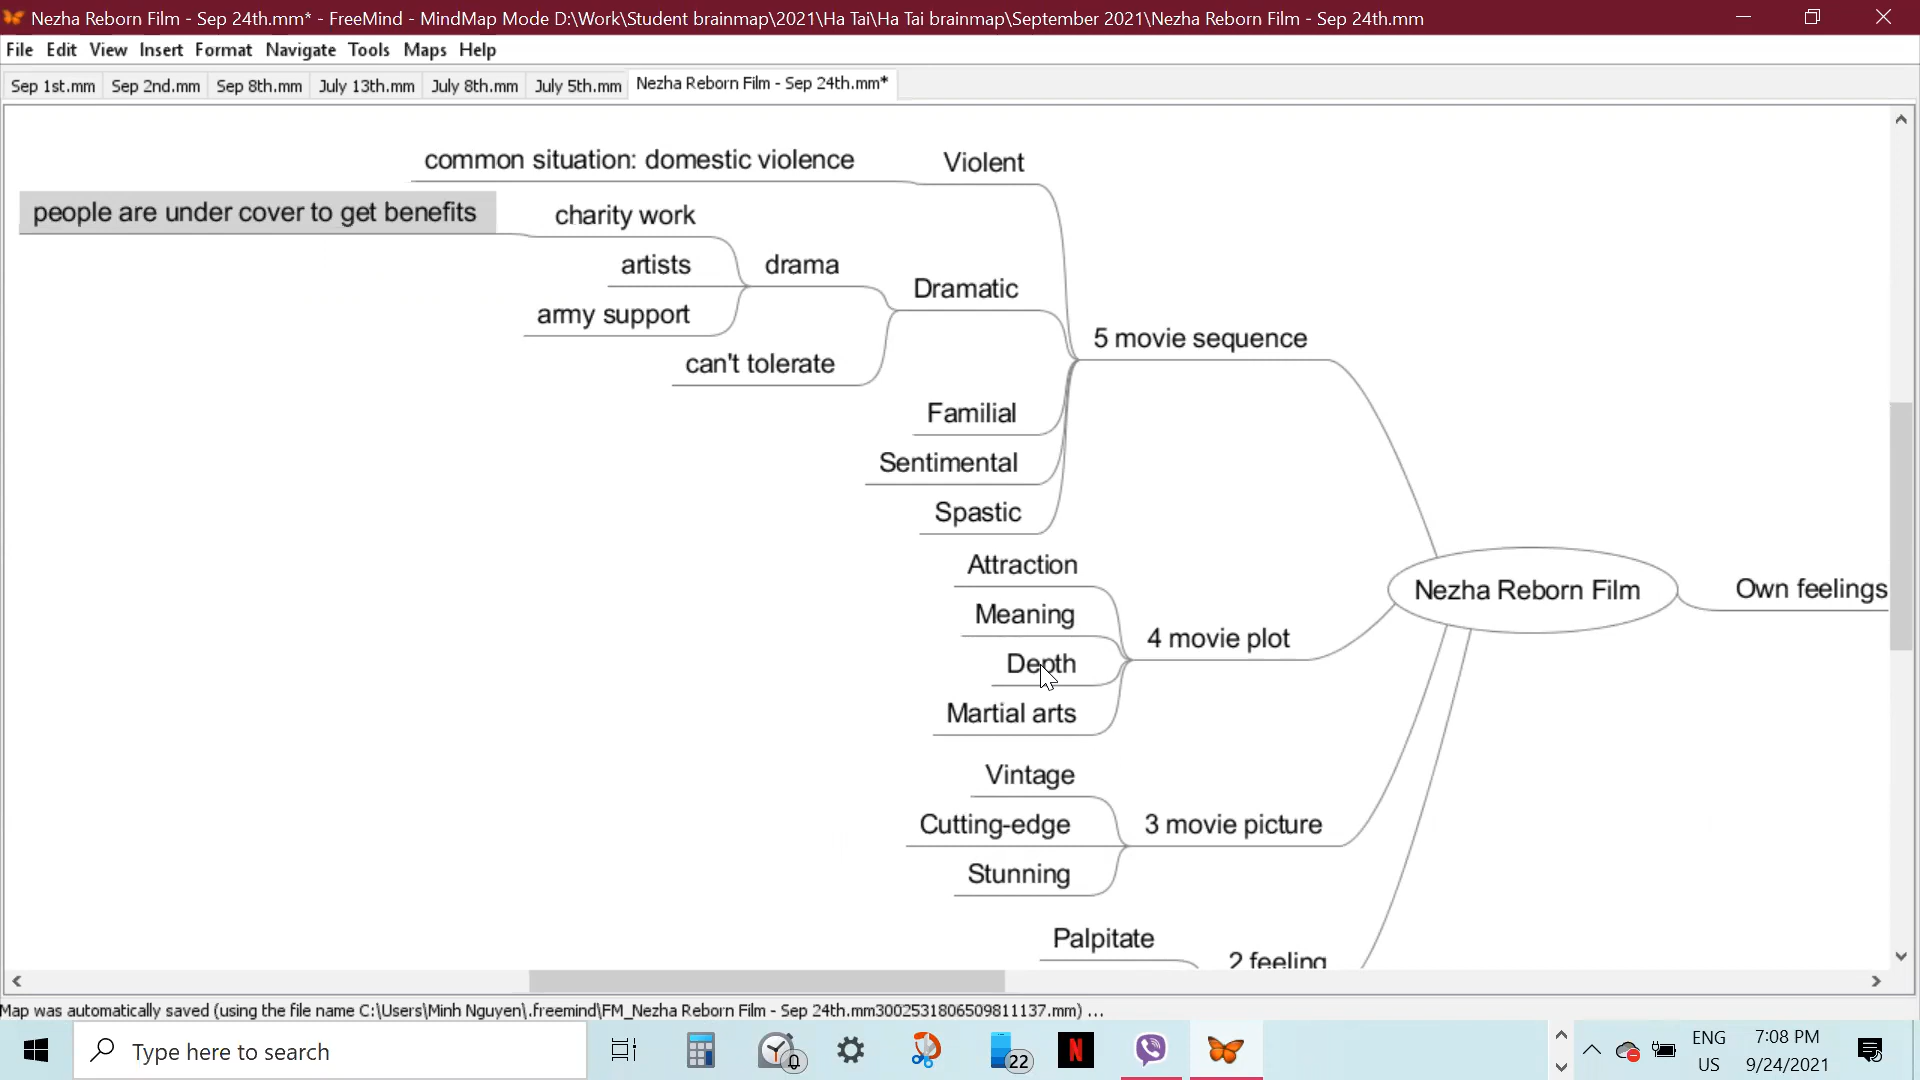 Nezha Reborn Film - Sep 24th.mm* - FreeMind - MindMap Mode D:\Work\Student brainmap\2021\Ha Tai\Ha Tai brainmap\September 2021\Nezha Reborn Film - Sep 24th.mm
File Edit View Insert Format Navigate Tools Maps Help
Sep 1st.mm Sep 2nd.mm Sep 8th.mm July 13th.mm July 8th.mm July 5th.mm Nezha Reborn Film - Sep 24th.mm*
common situation: domestic violence Violent
people are under cover to get benefits charity work
artists drama
Dramatic
army support
5 movie sequence
can't tolerate
Familial
Sentimental
Spastic
Attraction
Nezha Reborn Film Own feelings
Meaning
4 movie plot
Depth
Martial arts
Vintage
Cutting-edge 3 movie picture
Stunning
Palpitate
2 feeling
Map was automatically saved (using the file name C:\Users\Minh Nguyen\.freemind\FM_Nezha Reborn Film - Sep 24th.mm3002531806509811137.mm) ...
Type here to search
22
N
ENG
US
7:08 PM
9/24/2021